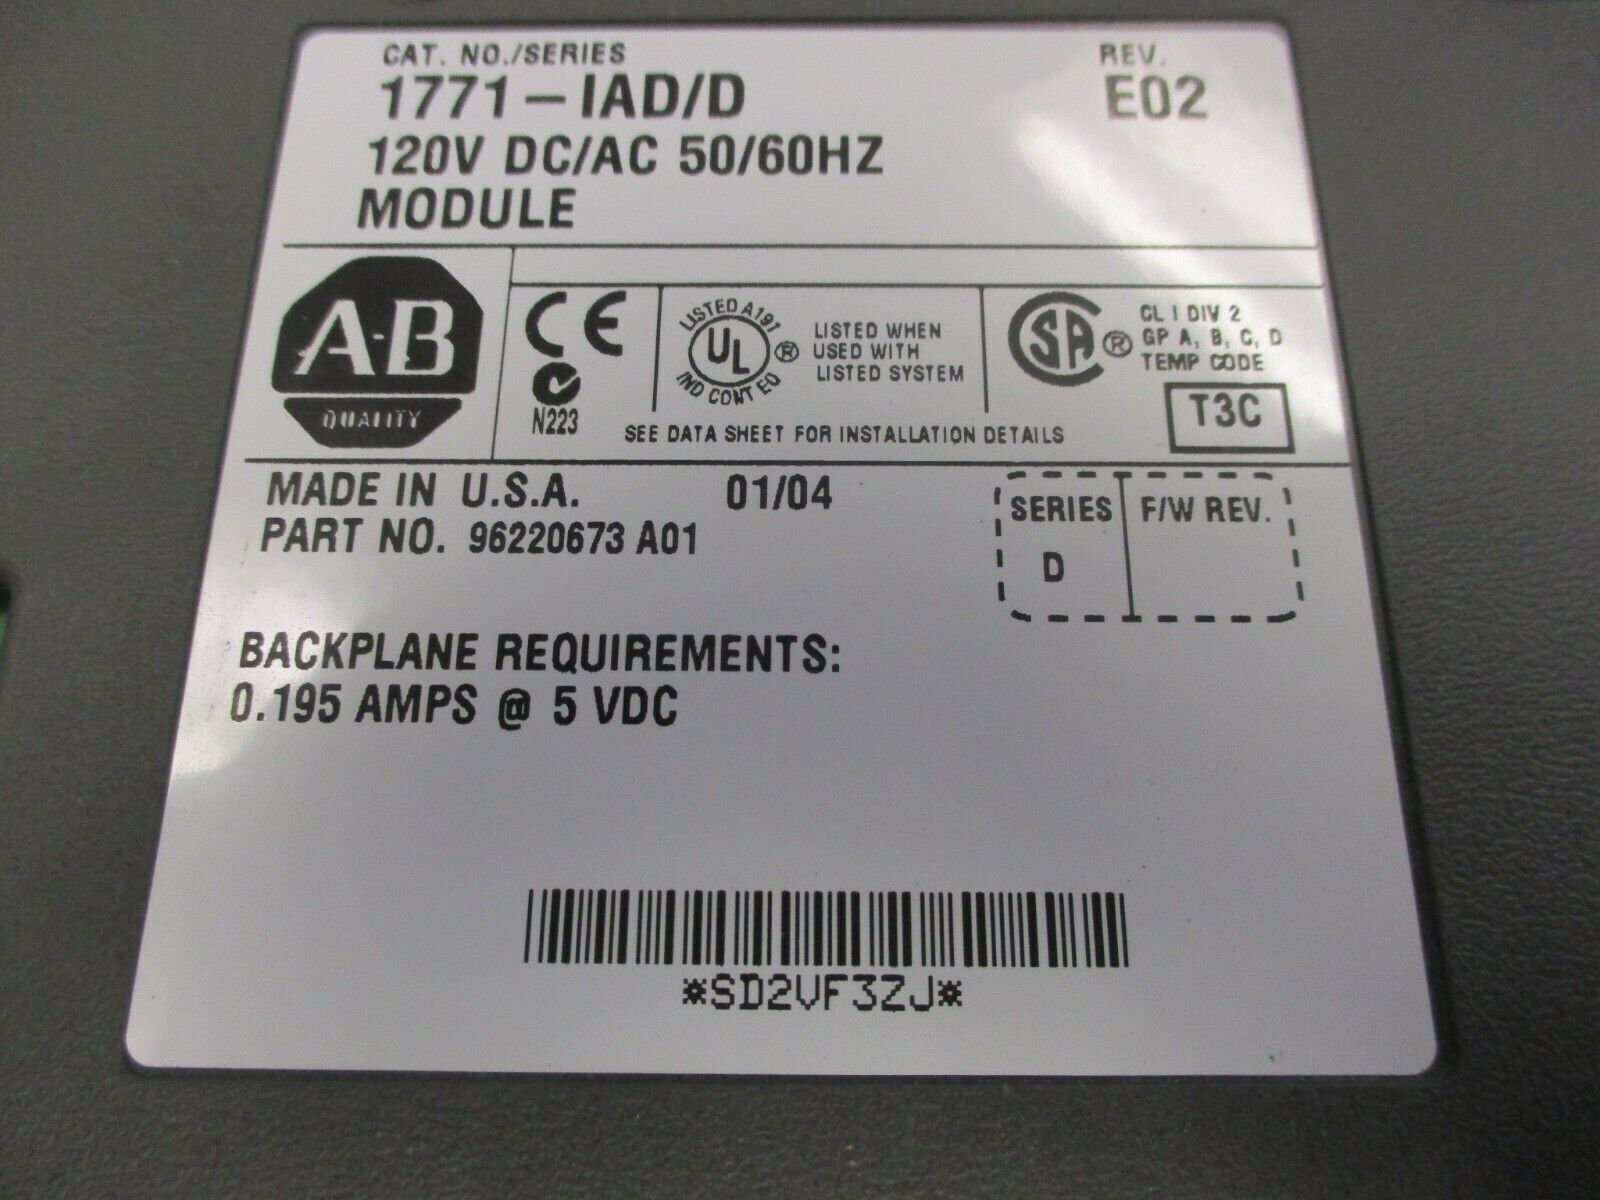 CAT. NO./SERIES
REV.
1771-IAD/D
E02
120V DC/AC 50/60HZ
MODULE
A-B
QUALITY
CE
N223
LISTED A191
UL ®
IND CONT EQ
LISTED WHEN
USED WITH
LISTED SYSTEM
SA ®
CL I DIV 2
GP A, B, C, D
TEMP CODE
T3C
SEE DATA SHEET FOR INSTALLATION DETAILS
MADE IN U.S.A. 01/04
PART NO. 96220673 A01
SERIES
D
F/W REV.
BACKPLANE REQUIREMENTS:
0.195 AMPS @ 5 VDC
*SD2VF3ZJ*